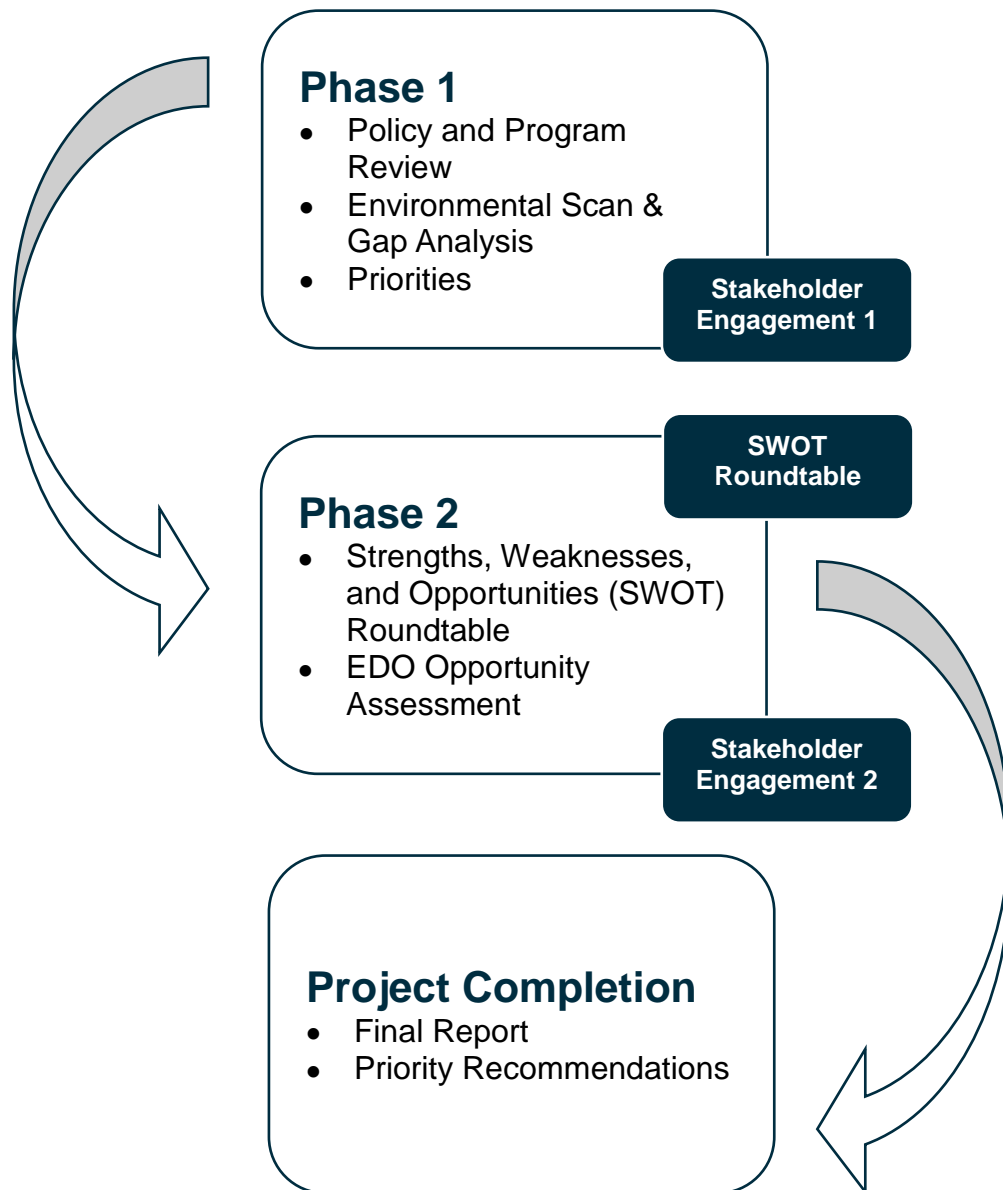 Phase 1
• Policy and Program
Review
• Environmental Scan &
Gap Analysis
• Priorities
Stakeholder
Engagement 1
SWOT
Roundtable
Phase 2
• Strengths, Weaknesses,
and Opportunities (SWOT)
Roundtable
• EDO Opportunity
Assessment
Stakeholder
Engagement 2
Project Completion
• Final Report
• Priority Recommendations